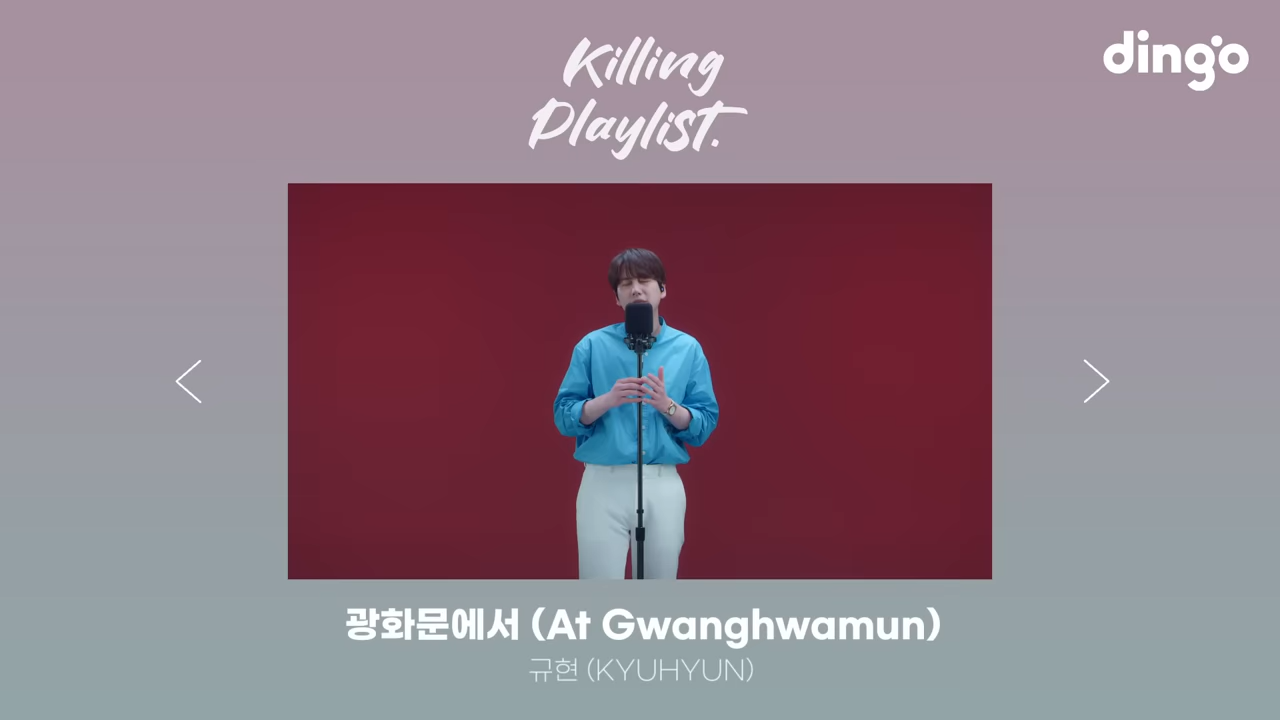 Killing
Playlist.
dingo
광화문에서 (At Gwanghwamun)
규현 (KYUHYUN)